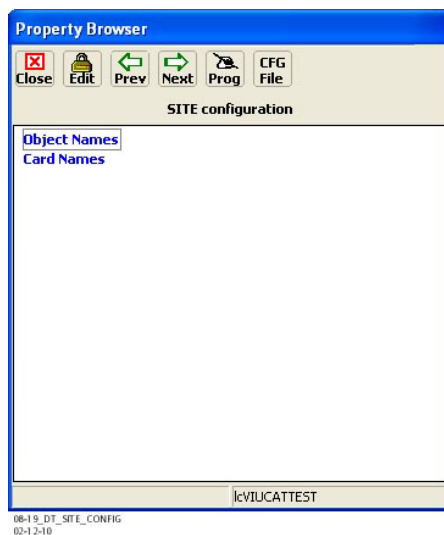 Property Browser
Close Edit Prev Next Prog CFG File
SITE configuration
Object Names
Card Names
lcVIUCATTEST
08-19_DT_SITE_CONFIG
02-12-10